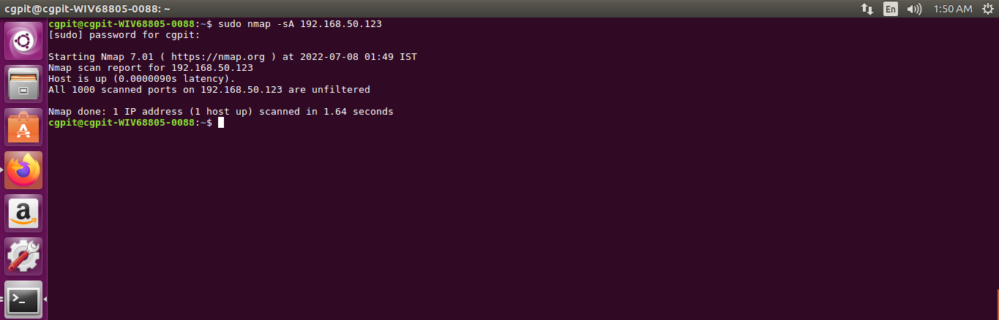 cgpit@cgpit-WIV68805-0088: ~
En
1:50 AM
cgpit@cgpit-WIV68805-0088:~$ sudo nmap -sA 192.168.50.123
[sudo] password for cgpit:
Starting Nmap 7.01 ( https://nmap.org ) at 2022-07-08 01:49 IST
Nmap scan report for 192.168.50.123
Host is up (0.0000090s latency).
All 1000 scanned ports on 192.168.50.123 are unfiltered
Nmap done: 1 IP address (1 host up) scanned in 1.64 seconds
cgpit@cgpit-WIV68805-0088:~$